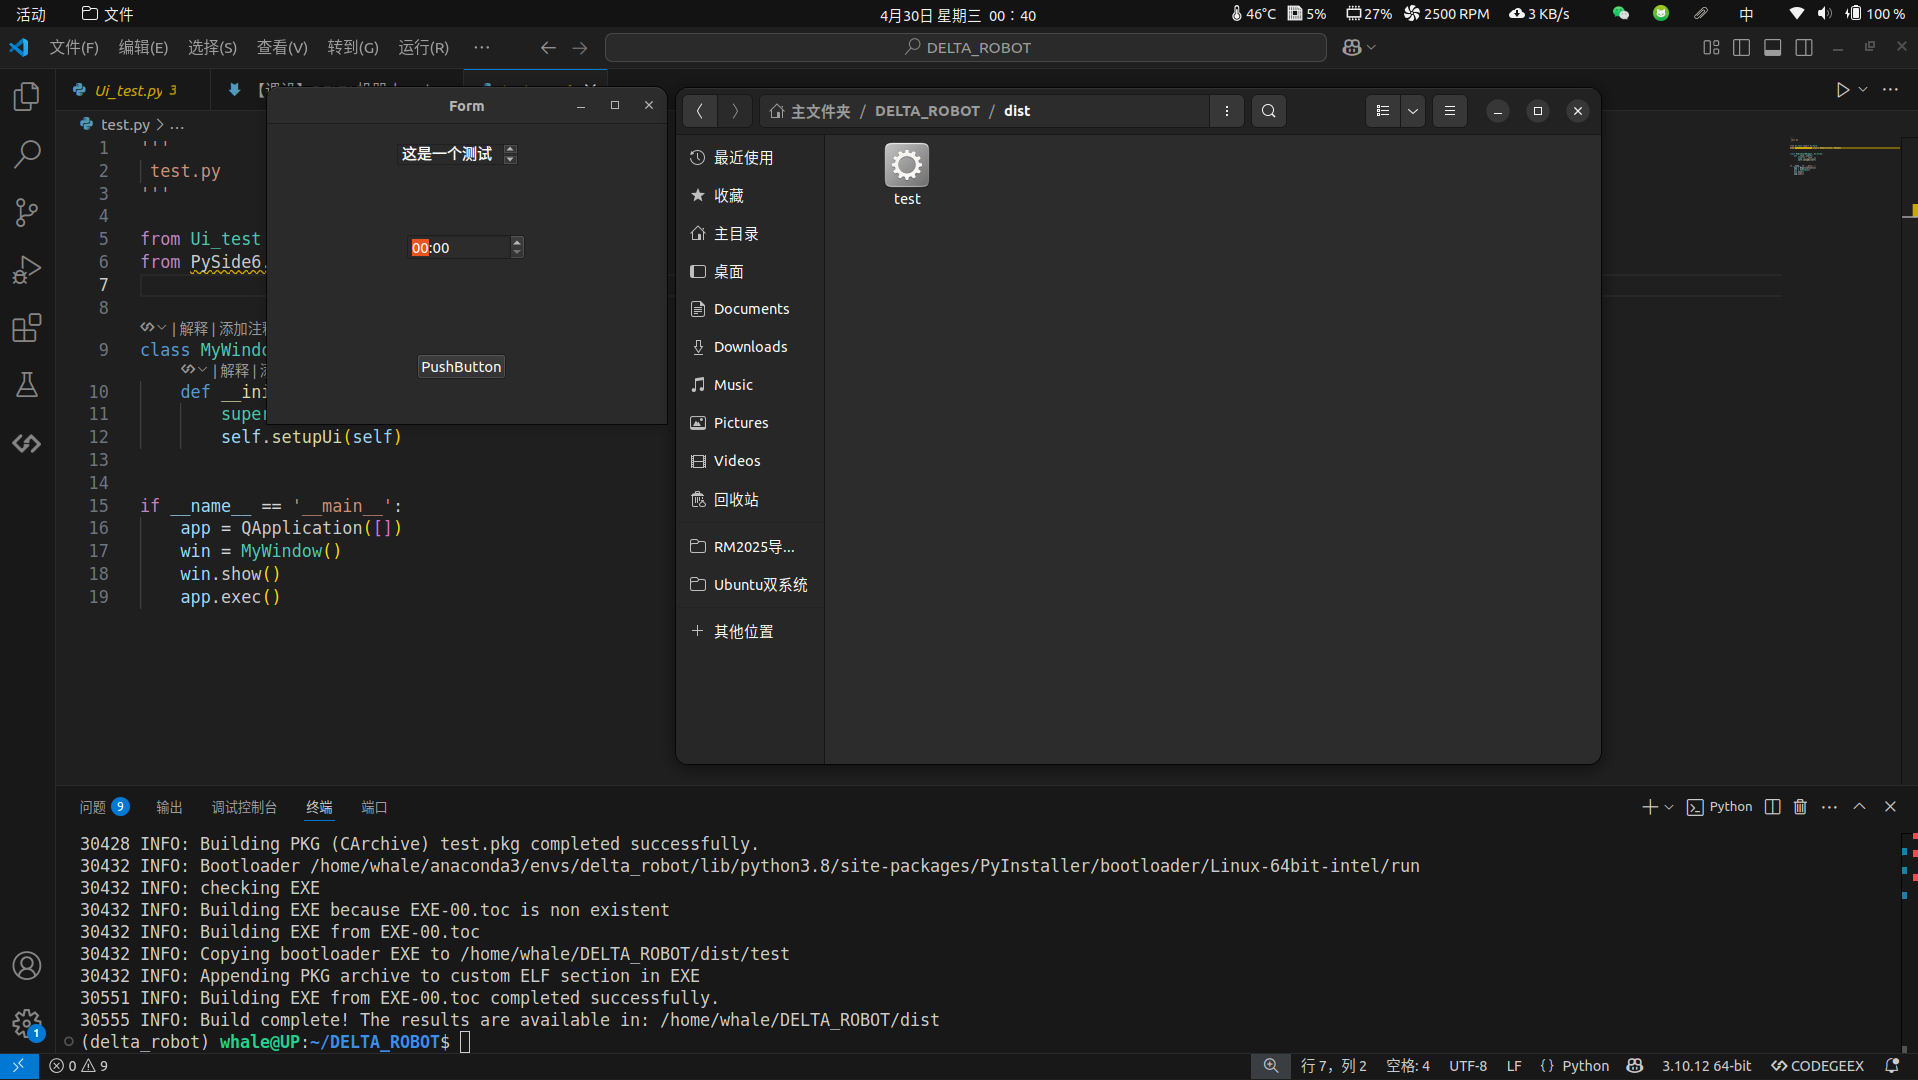 活动 文件 4月30日 星期三 00：40 46°C 5% 27% 2500 RPM 3 KB/s 中 100 %
文件(F) 编辑(E) 选择(S) 查看(V) 转到(G) 运行(R) ··· DELTA_ROBOT
Ui_test.py 3
test.py > ...
1 '''
2 test.py
3 '''
4
5 from Ui_test
6 from PySide6.
7
8
解释 | 添加注释
9 class MyWindo
解释
10 def __ini
11 super
12 self.setupUi(self)
13
14
15 if __name__ == '__main__':
16 app = QApplication([])
17 win = MyWindow()
18 win.show()
19 app.exec()
Form
这是一个测试
00:00
PushButton
主文件夹 / DELTA_ROBOT / dist
最近使用
收藏
主目录
桌面
Documents
Downloads
Music
Pictures
Videos
回收站
RM2025导...
Ubuntu双系统
+ 其他位置
test
问题 9 输出 调试控制台 终端 端口 Python
30428 INFO: Building PKG (CArchive) test.pkg completed successfully.
30432 INFO: Bootloader /home/whale/anaconda3/envs/delta_robot/lib/python3.8/site-packages/PyInstaller/bootloader/Linux-64bit-intel/run
30432 INFO: checking EXE
30432 INFO: Building EXE because EXE-00.toc is non existent
30432 INFO: Building EXE from EXE-00.toc
30432 INFO: Copying bootloader EXE to /home/whale/DELTA_ROBOT/dist/test
30432 INFO: Appending PKG archive to custom ELF section in EXE
30551 INFO: Building EXE from EXE-00.toc completed successfully.
30555 INFO: Build complete! The results are available in: /home/whale/DELTA_ROBOT/dist
(delta_robot) whale@UP:~/DELTA_ROBOT$
1
0 9 行 7，列 2 空格: 4 UTF-8 LF {} Python 3.10.12 64-bit CODEGEEX